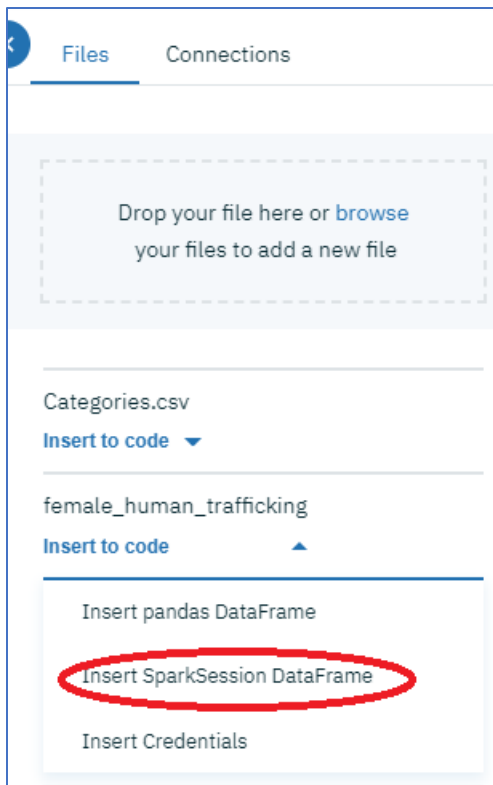 Files Connections
Drop your file here or browse
your files to add a new file
Categories.csv
Insert to code
female_human_trafficking
Insert to code
Insert pandas DataFrame
Insert SparkSession DataFrame
Insert Credentials